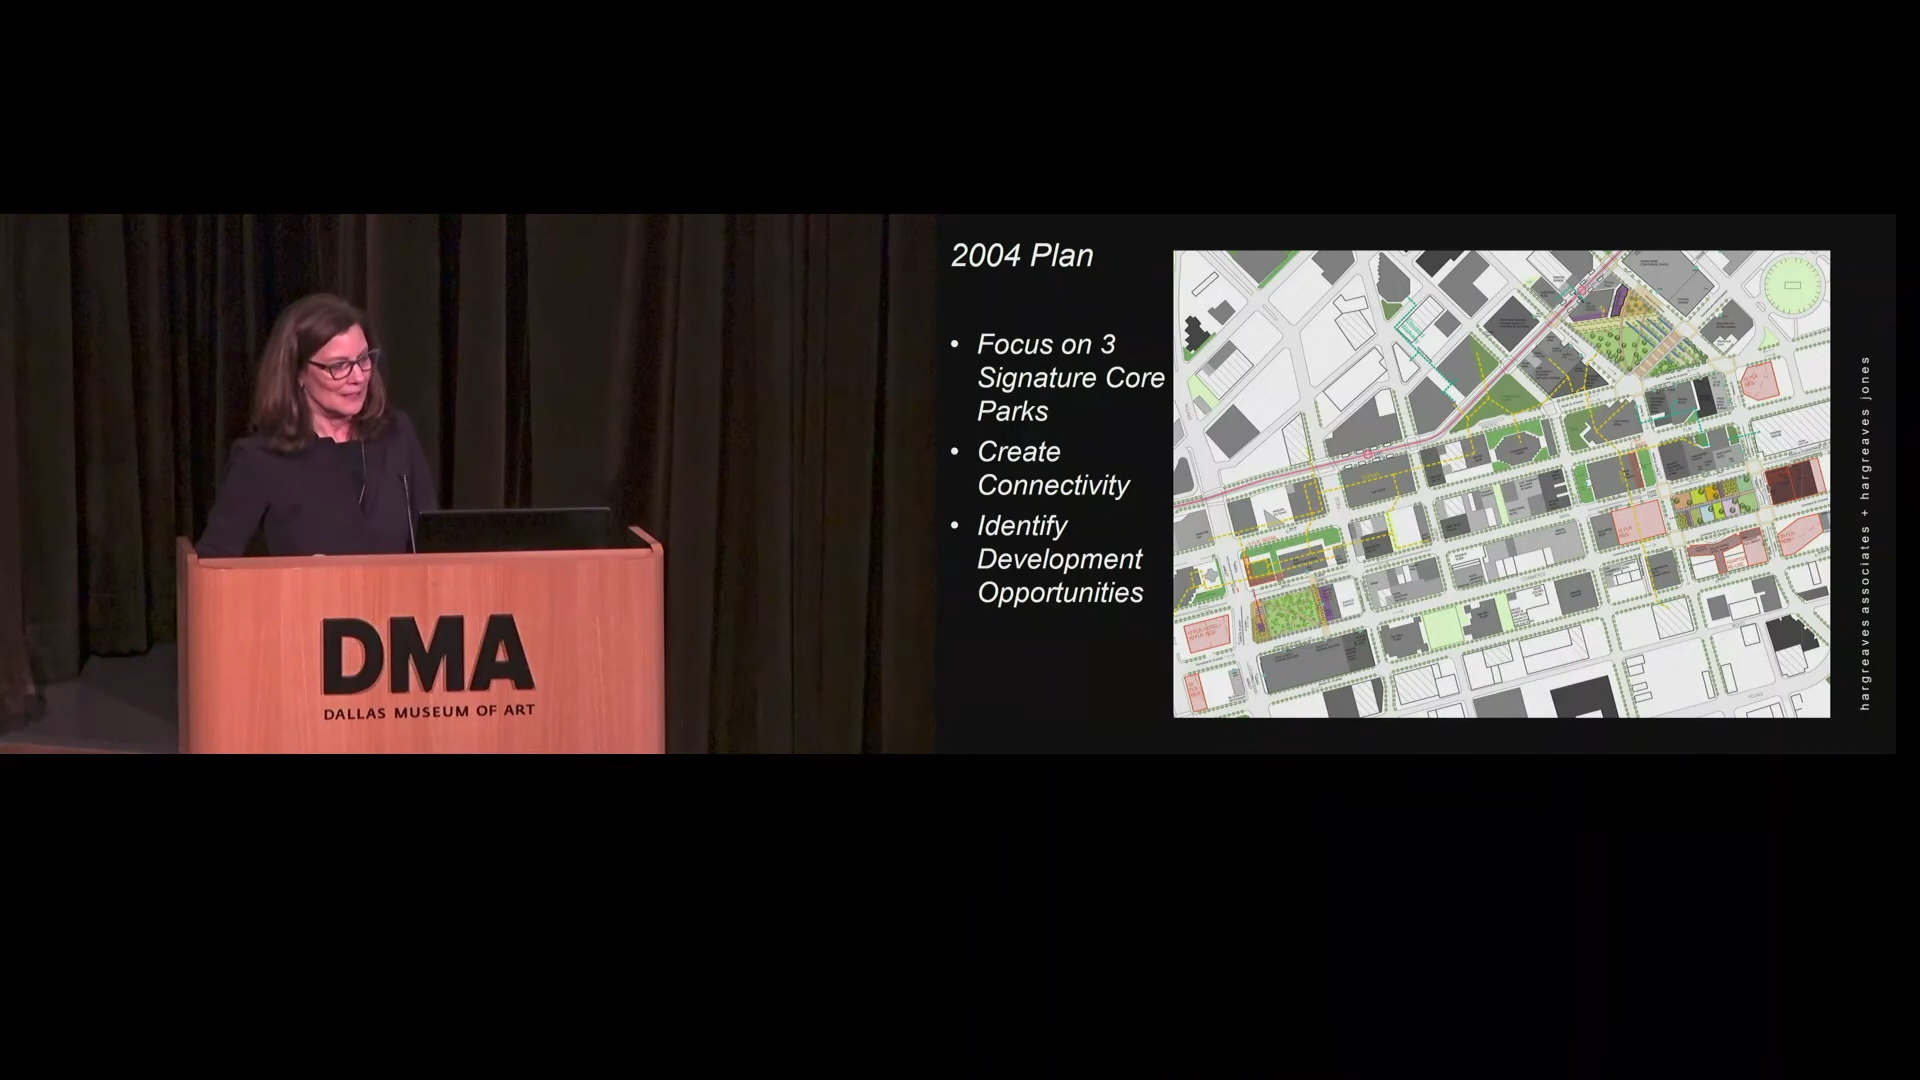 DMA
DALLAS MUSEUM OF ART
2004 Plan
• Focus on 3
Signature Core
Parks
• Create
Connectivity
• Identify
Development
Opportunities
hargreaves associates + hargreaves jones